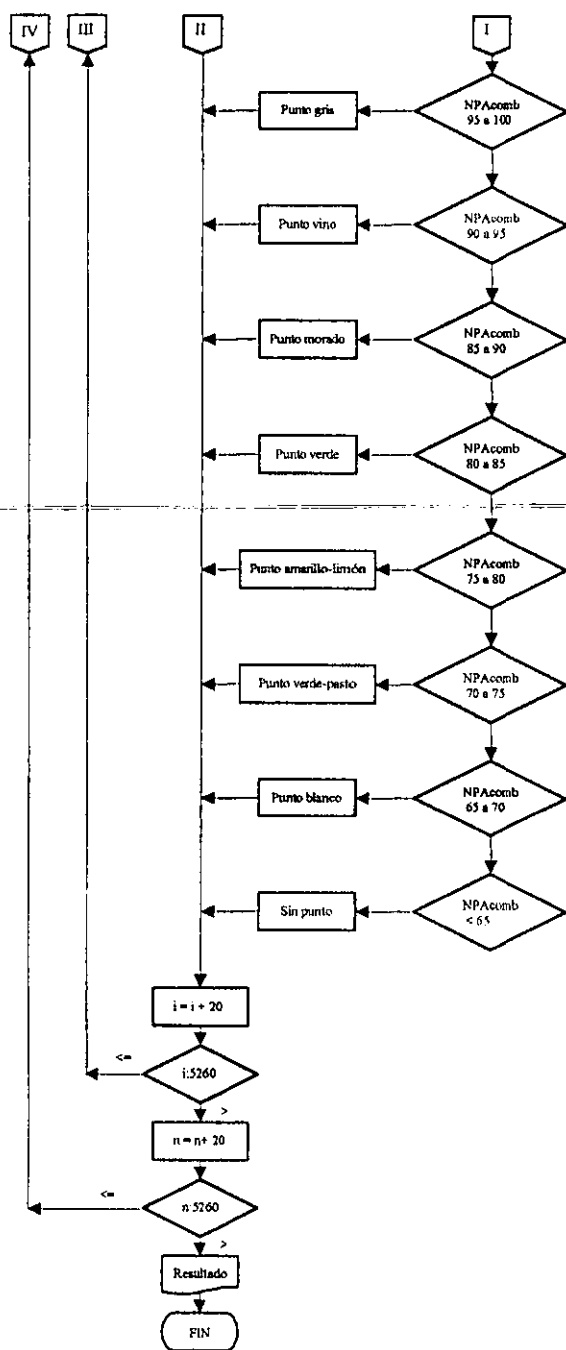 IV
III
II
I
Punto gris
NPAcomb
95 a 100
Punto vino
NPAcomb
90 a 95
Punto morado
NPAcomb
85 a 90
Punto verde
NPAcomb
80 a 85
Punto amarillo-limón
NPAcomb
75 a 80
Punto verde-pasto
NPAcomb
70 a 75
Punto blanco
NPAcomb
65 a 70
Sin punto
NPAcomb
< 65
i = i + 20
<=
i:5260
>
n = n+ 20
<=
n:5260
>
Resultado
FIN